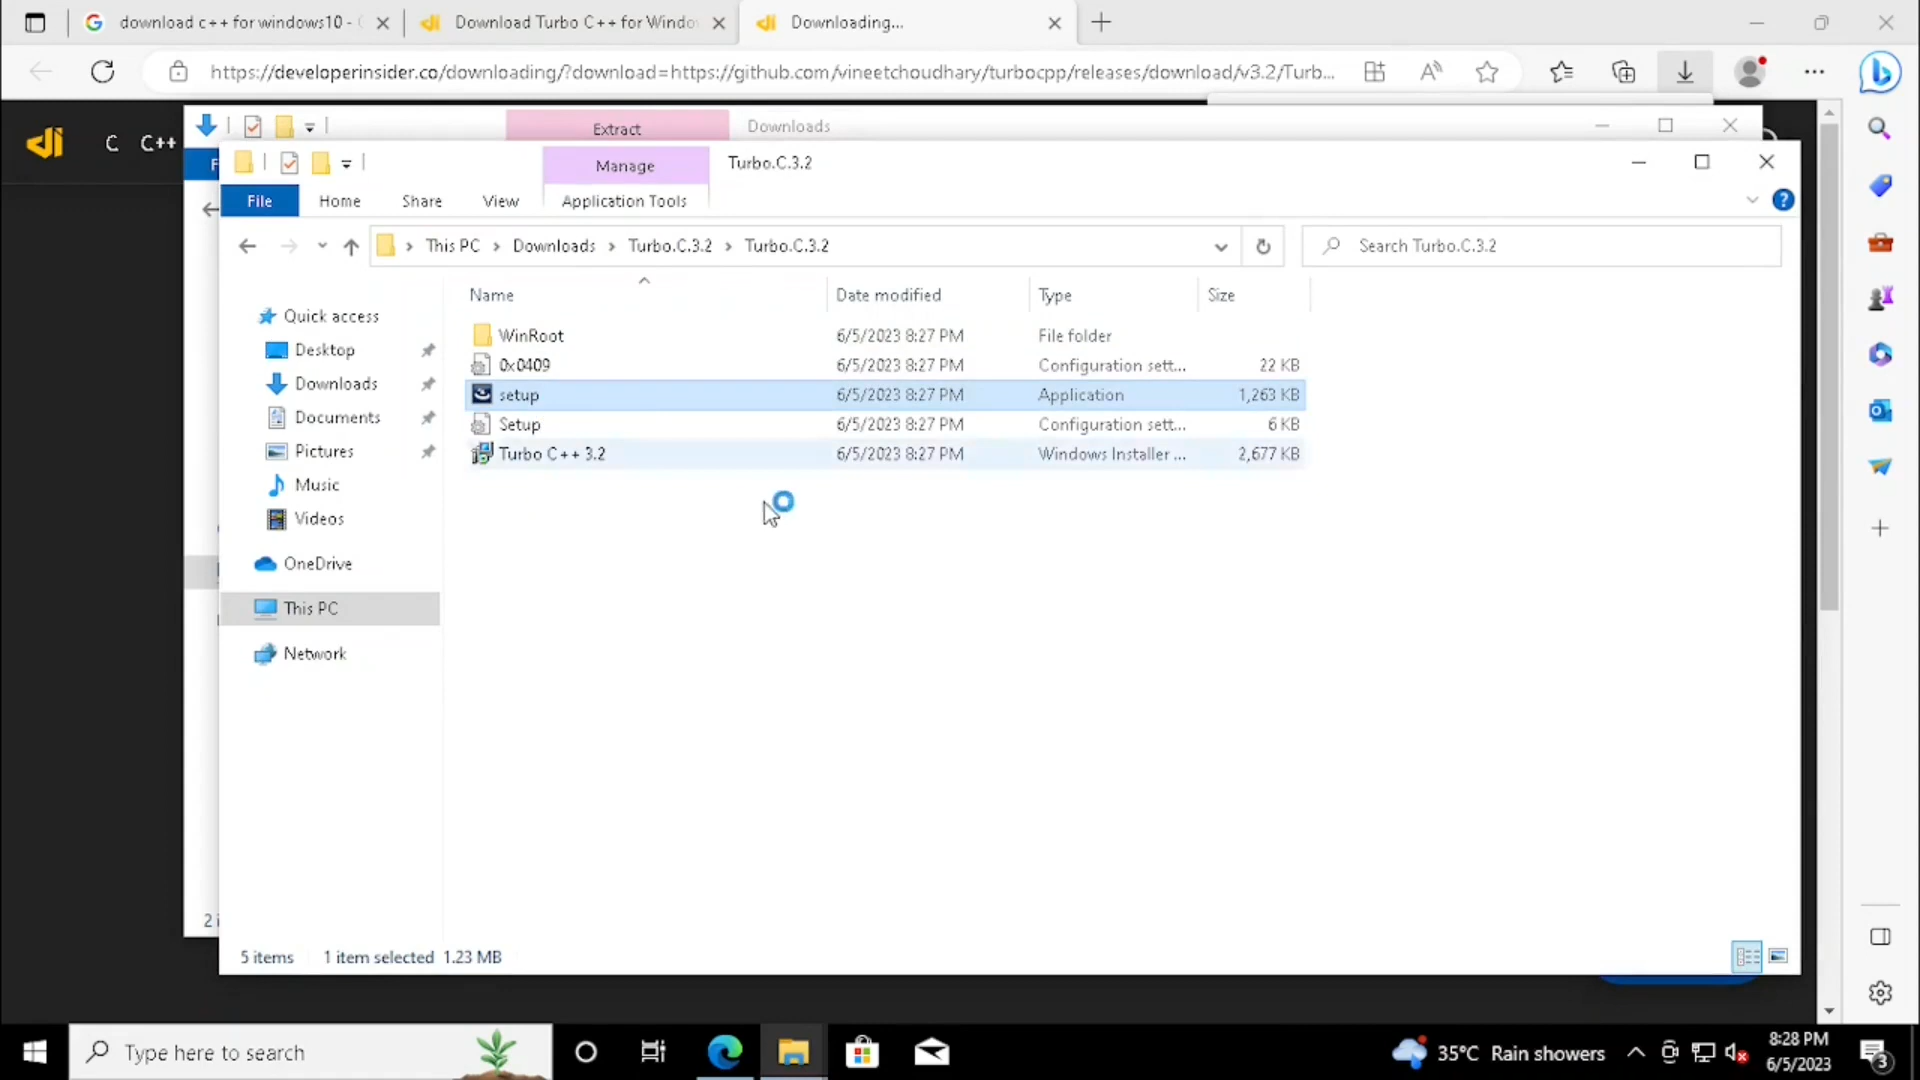 download c++ for windows10 -
Download Turbo C++ for Windo
Downloading...
https://developerinsider.co/downloading/?download=https://github.com/vineetchoudhary/turbocpp/releases/download/v3.2/Turb...
C C++
Extract
Downloads
Manage
Turbo.C.3.2
File
Home
Share
View
Application Tools
This PC > Downloads > Turbo.C.3.2 > Turbo.C.3.2
Search Turbo.C.3.2
Name
Date modified
Type
Size
WinRoot 6/5/2023 8:27 PM File folder
0x0409 6/5/2023 8:27 PM Configuration sett... 22 KB
setup 6/5/2023 8:27 PM Application 1,263 KB
Setup 6/5/2023 8:27 PM Configuration sett... 6 KB
Turbo C++ 3.2 6/5/2023 8:27 PM Windows Installer ... 2,677 KB
Quick access
Desktop
Downloads
Documents
Pictures
Music
Videos
OneDrive
This PC
Network
2 i
5 items 1 item selected 1.23 MB
Type here to search
35°C Rain showers
8:28 PM
6/5/2023
3